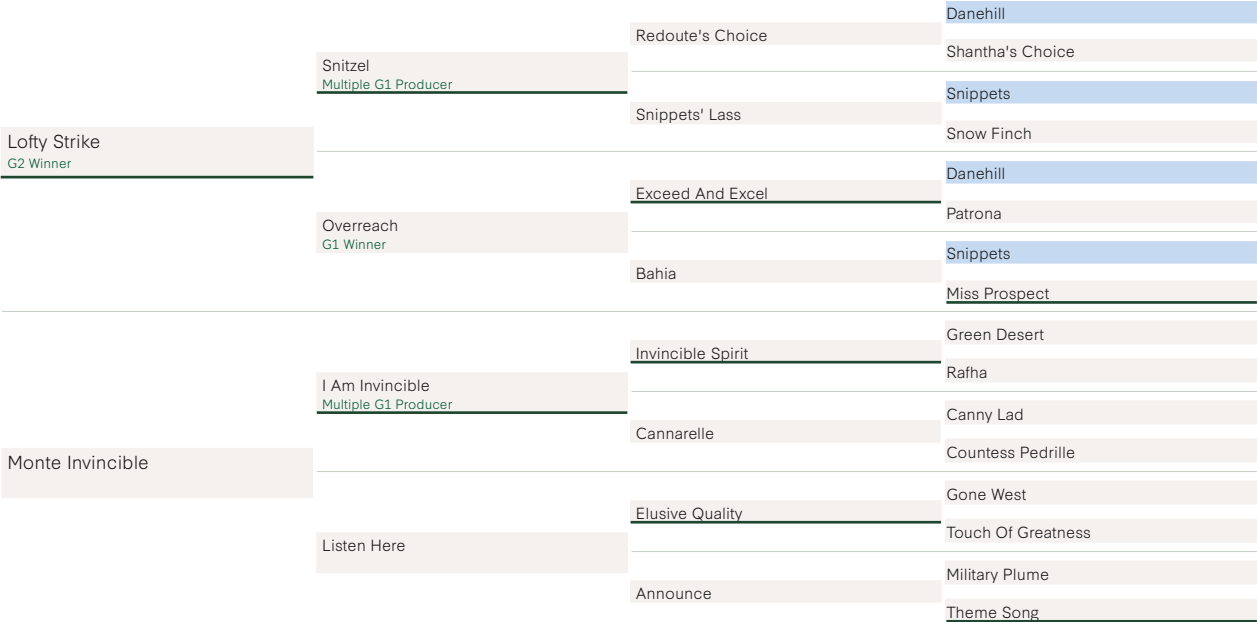 Lofty Strike
G2 Winner
Monte Invincible
Snitzel
Multiple G1 Producer
Overreach
G1 Winner
I Am Invincible
Multiple G1 Producer
Listen Here
Redoute's Choice
Snippets' Lass
Exceed And Excel
Bahia
Invincible Spirit
Cannarelle
Elusive Quality
Announce
Danehill
Shantha's Choice
Snippets
Snow Finch
Danehill
Patrona
Snippets
Miss Prospect
Green Desert
Rafha
Canny Lad
Countess Pedrille
Gone West
Touch Of Greatness
Military Plume
Theme Song